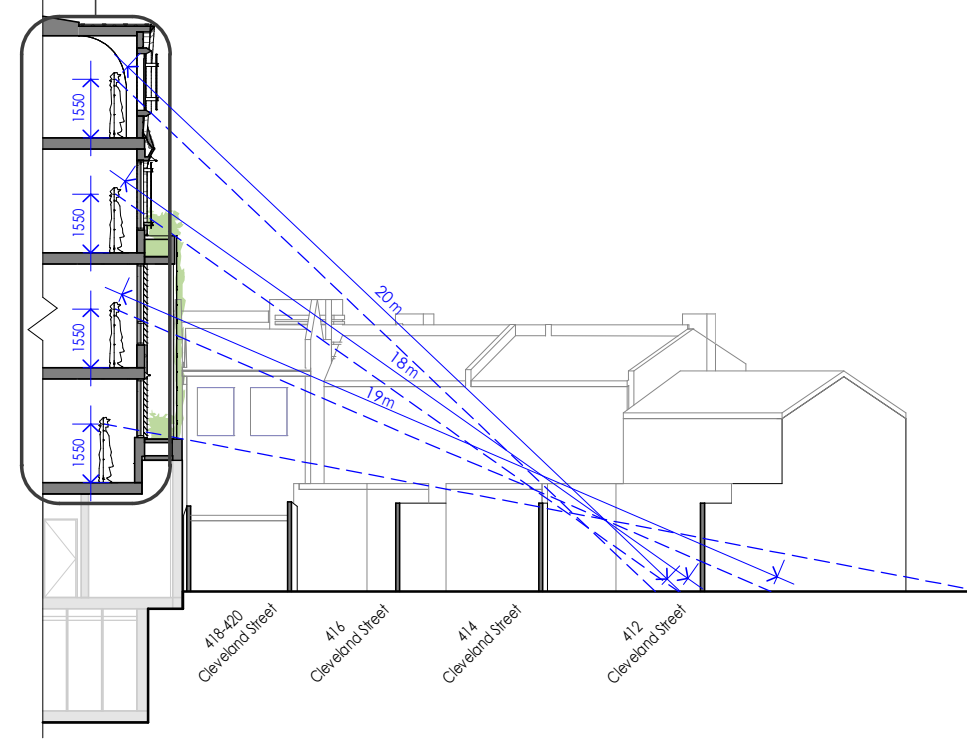 1550
1550
1550
1550
20m
18m
19m
418-420
Cleveland Street
416
Cleveland Street
414
Cleveland Street
412
Cleveland Street